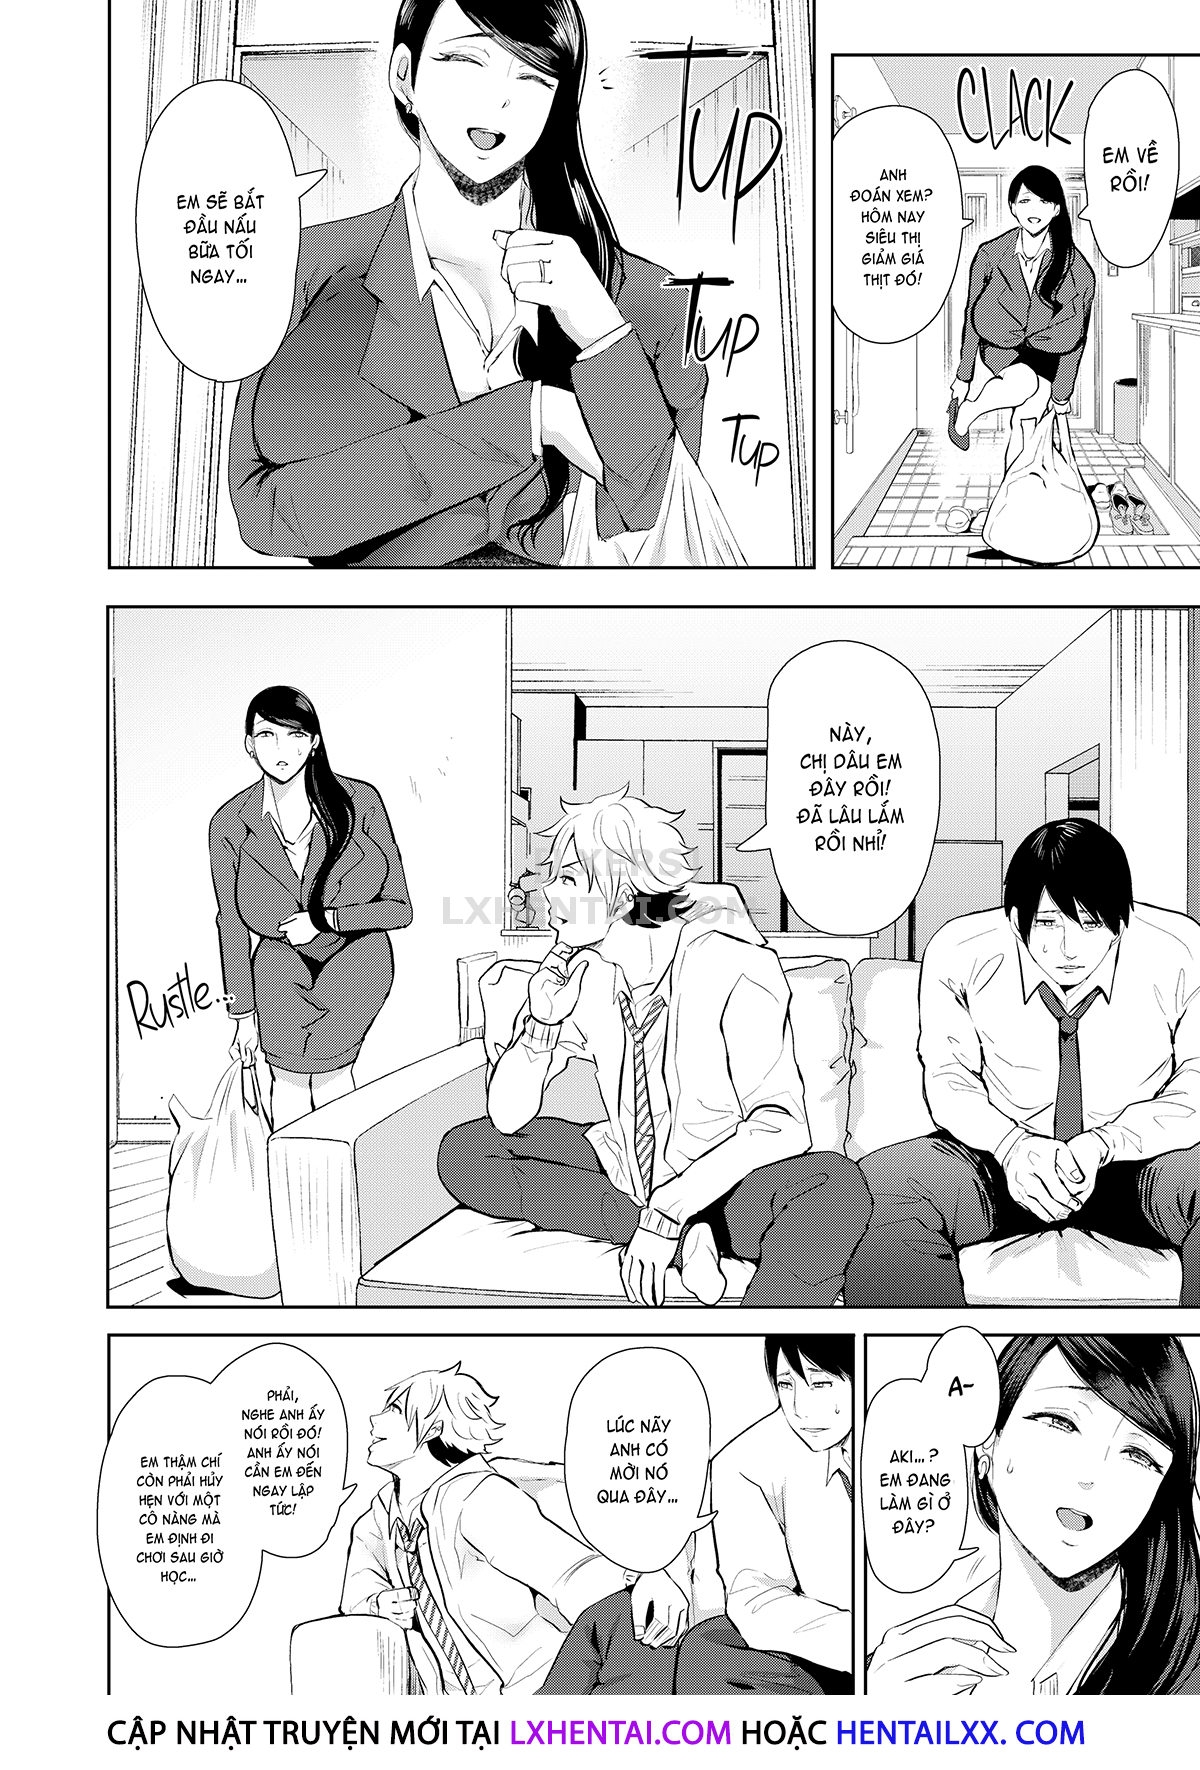 CLACK
EM VỀ
RỒI!
ANH
ĐOÁN XEM?
HÔM NAY
SIÊU THỊ
GIẢM GIÁ
THỊT ĐÓ!
TUP
TUP
TUP
EM SẼ BẮT
ĐẦU NẤU
BỮA TỐI
NGAY...
NÀY,
CHỊ DÂU EM
ĐÂY RỒI!
ĐÃ LÂU LẮM
RỒI NHỈ!
RUSTLE...
LXHENTAI.COM
A-
AKI...?
EM ĐANG
LÀM GÌ Ở
ĐÂY?
LÚC NÃY
ANH CÓ
MỜI NÓ
QUA ĐÂY...
PHẢI,
NGHE ANH ẤY
NÓI RỒI ĐÓ!
ANH ẤY NÓI
CẦN EM ĐẾN
NGAY LẬP
TỨC!
EM THẬM CHÍ
CÒN PHẢI HỦY
HẸN VỚI MỘT
CÔ NÀNG MÀ
EM ĐỊNH ĐI
CHƠI SAU GIỜ
HỌC...
CẬP NHẬT TRUYỆN MỚI TẠI LXHENTAI.COM HOẶC HENTAILXX. COM